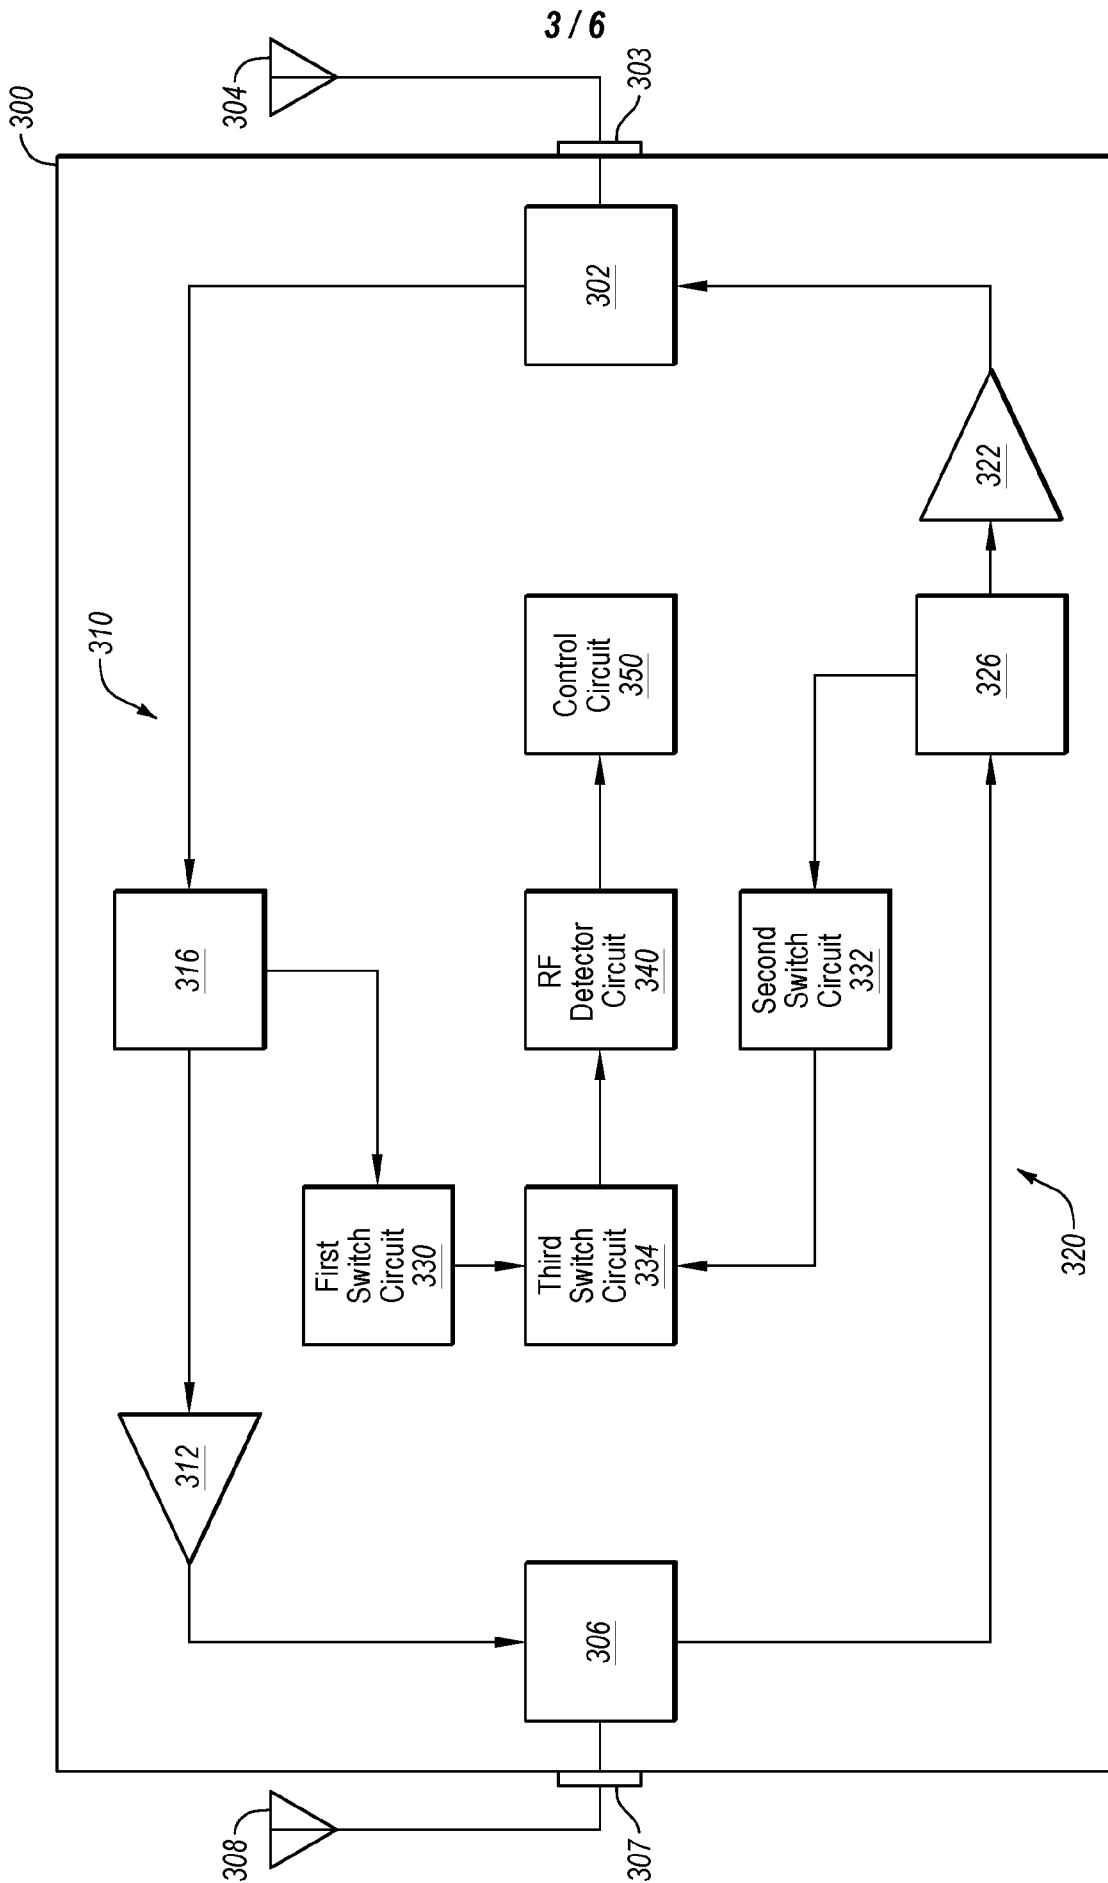 3 / 6
300
304
303
302
308
307
306
310
316
312
First
Switch
Circuit
330
Third
Switch
Circuit
334
RF
Detector
Circuit
340
Control
Circuit
350
Second
Switch
Circuit
332
326
322
320